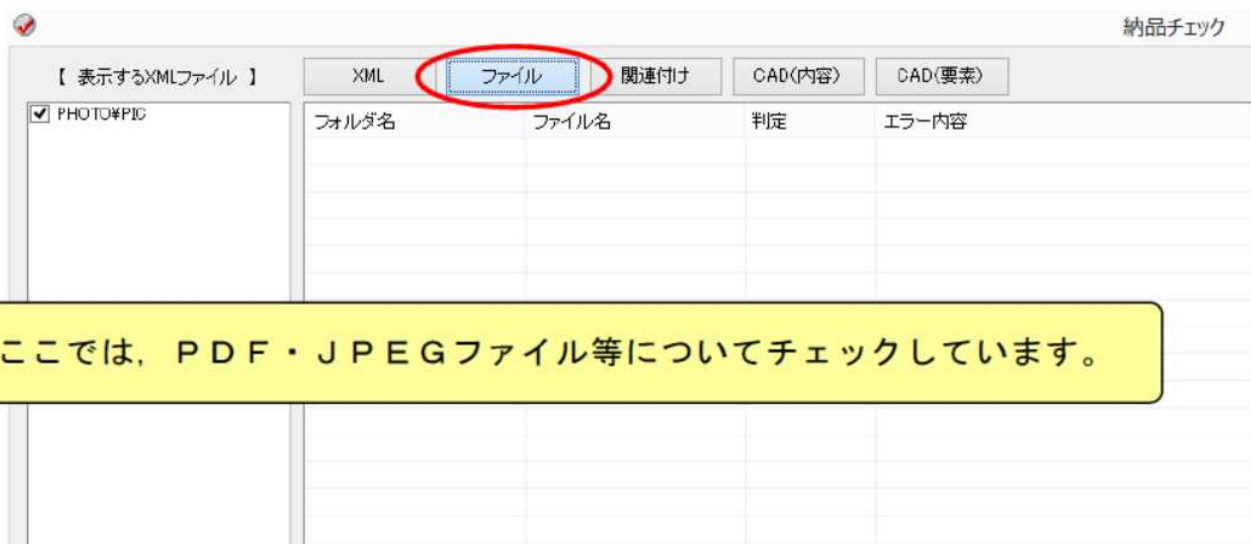 納品チェック
【 表示するXMLファイル 】
XML ファイル 関連付け CAD(内容) CAD(要素)
PHOTO¥PIC
フォルダ名 ファイル名 判定 エラー内容
ここでは，ＰＤＦ・ＪＰＥＧファイル等についてチェックしています。